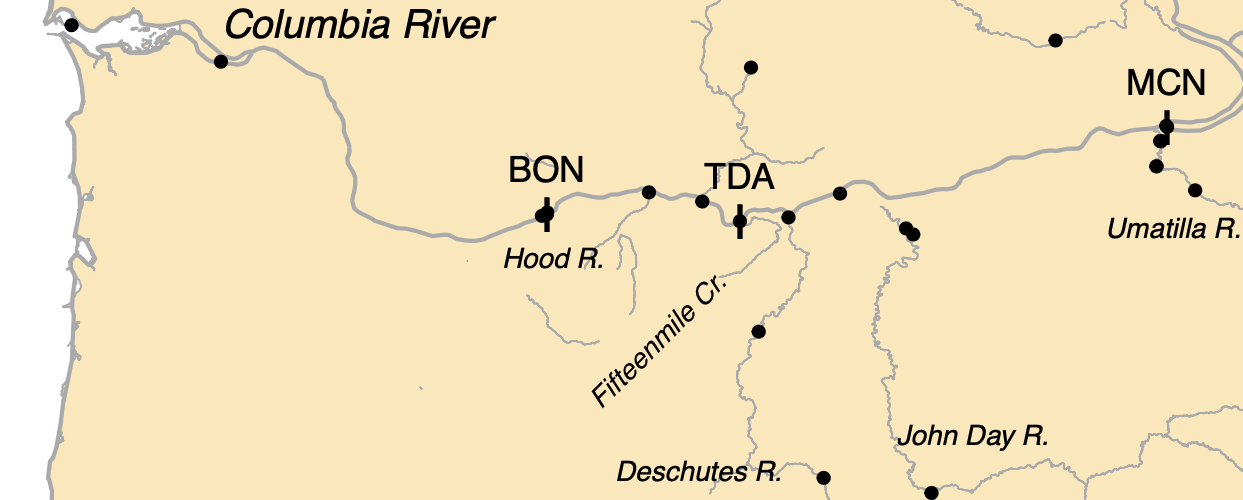 Columbia River
MCN
BON
TDA
Umatilla R.
Hood R.
Fifteenmile Cr.
John Day R.
Deschutes R.